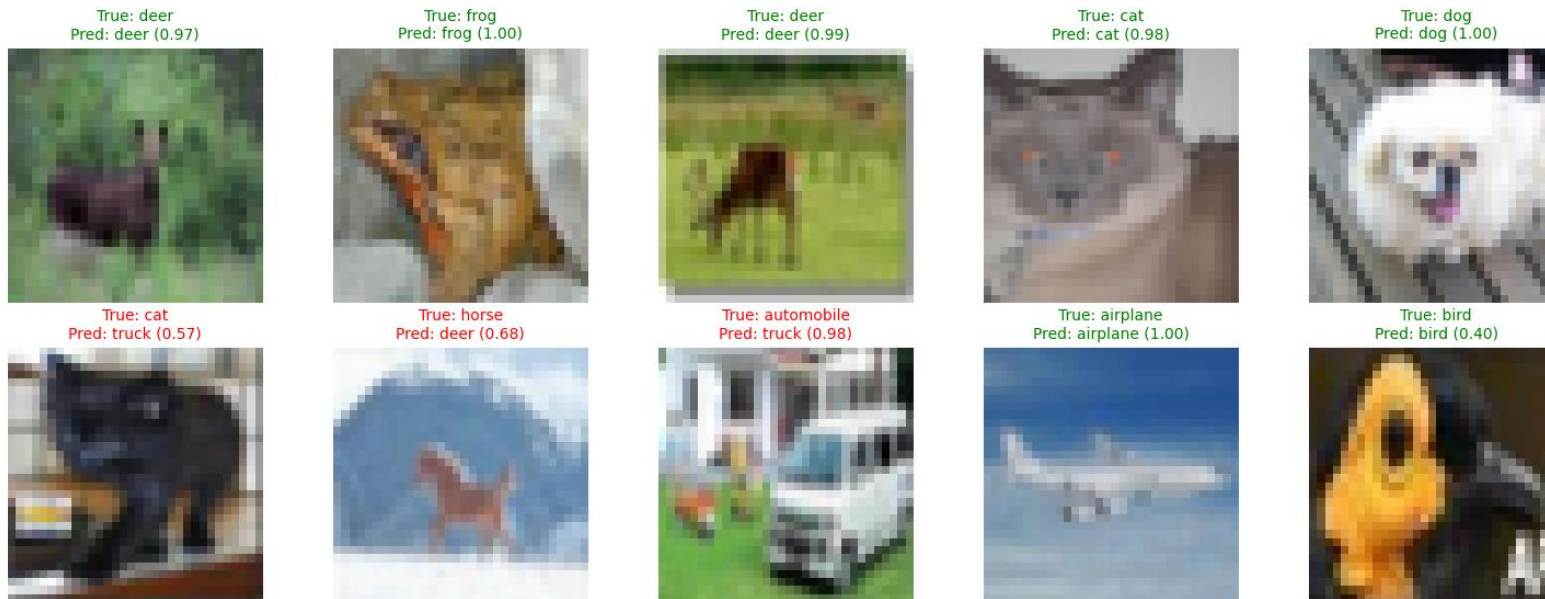 True: deer
Pred: deer (0.97)
True: frog
Pred: frog (1.00)
True: deer
Pred: deer (0.99)
True: cat
Pred: cat (0.98)
True: dog
Pred: dog (1.00)
True: cat
Pred: truck (0.57)
True: horse
Pred: deer (0.68)
True: automobile
Pred: truck (0.98)
True: airplane
Pred: airplane (1.00)
True: bird
Pred: bird (0.40)